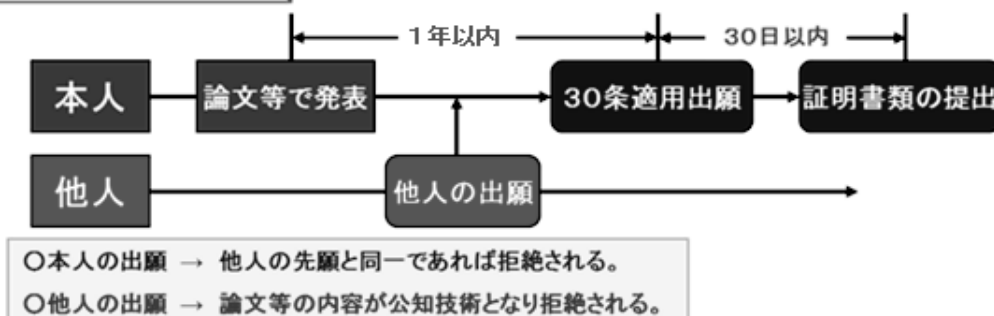 1年以内 30日以内
本人 論文等で発表 30条適用出願 証明書類の提出
他人 他人の出願
〇本人の出願 → 他人の先願と同一であれば拒絶される。
〇他人の出願 → 論文等の内容が公知技術となり拒絶される。